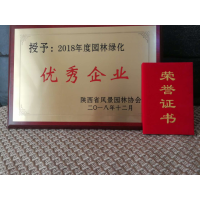 授予：2018年度园林绿化
优秀企业
陕西省风景园林协会
二〇一八年十二月
荣誉证书